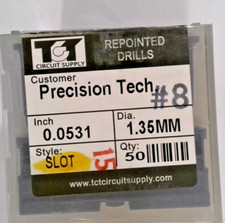 TCT
CIRCUIT SUPPLY
REPOINTED
DRILLS
Customer
Precision Tech,
#8
Inch
0.0531
Dia.
1.35MM
Style:
SLOT
15
Qty:
50
www.tctcircuitsupply.com